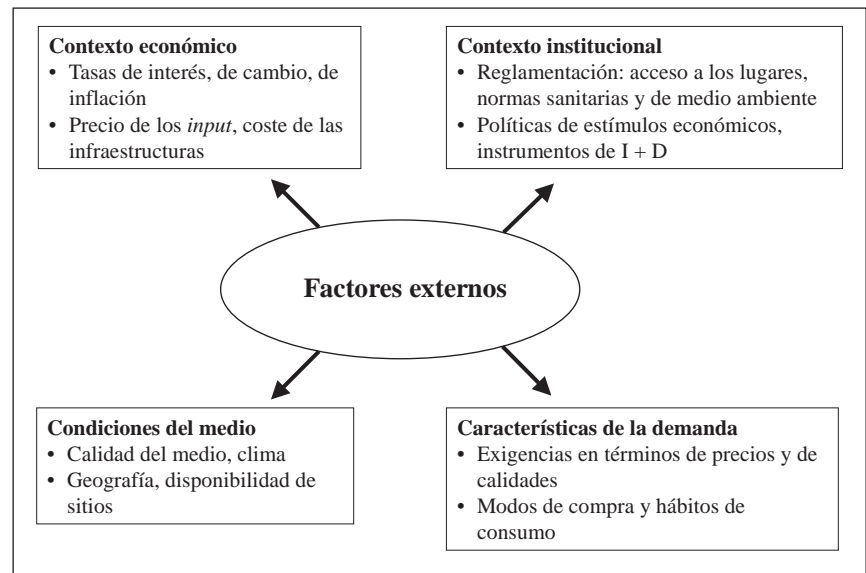 Contexto económico
• Tasas de interés, de cambio, de
inflación
• Precio de los input, coste de las
infraestructuras
Contexto institucional
• Reglamentación: acceso a los lugares,
normas sanitarias y de medio ambiente
• Políticas de estímulos económicos,
instrumentos de I + D
Factores externos
Condiciones del medio
• Calidad del medio, clima
• Geografía, disponibilidad de
sitios
Características de la demanda
• Exigencias en términos de precios y de
calidades
• Modos de compra y hábitos de
consumo